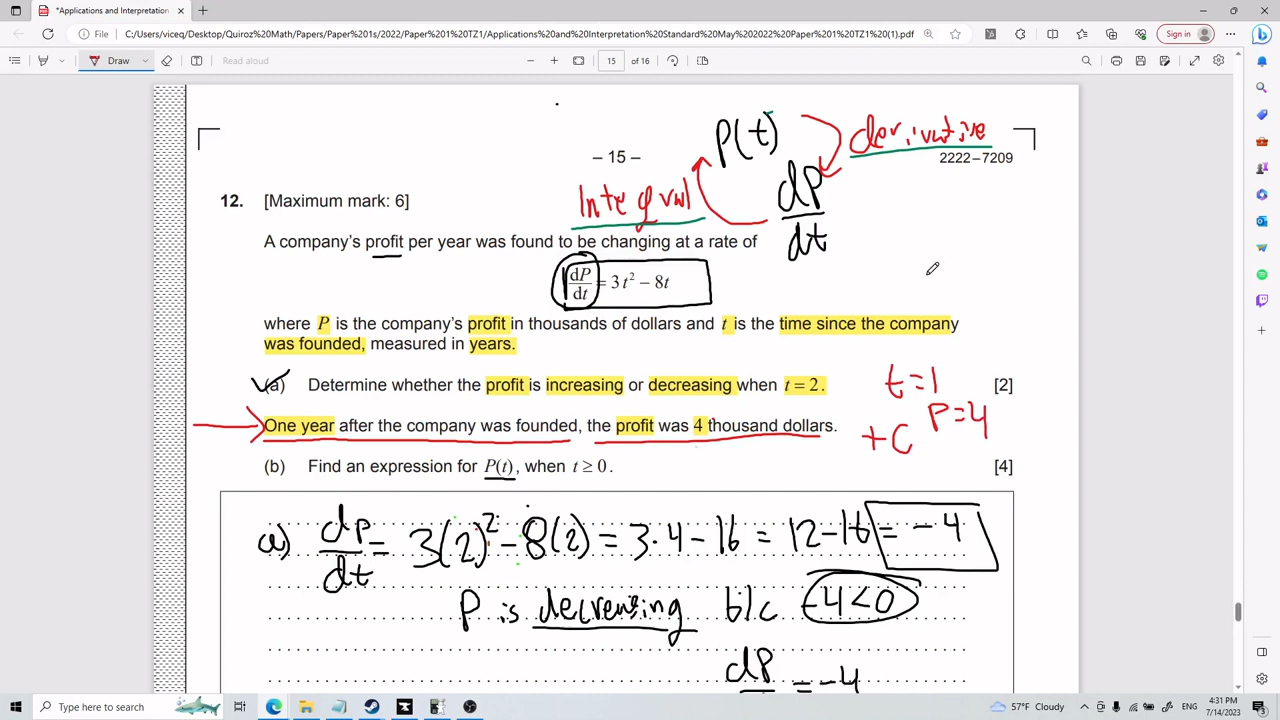 *Applications and Interpretation
File
C:/Users/viceq/Desktop/Quiroz%20Math/Papers/Paper%201s/2022/Paper%201%20TZ1/Applications%20and%20Interpretation%20Standard%20May%202022%20Paper%201%20TZ1%20(1).pdf
Sign in
Draw
Read aloud
15 of 16
P(t)
derivative
– 15 –
2222 – 7209
Integral
dP
dt
12. [Maximum mark: 6]
A company's profit per year was found to be changing at a rate of
dP/dt = 3t² − 8t
where P is the company's profit in thousands of dollars and t is the time since the company
was founded, measured in years.
(a) Determine whether the profit is increasing or decreasing when t = 2. [2]
t=1
P=4
+C
One year after the company was founded, the profit was 4 thousand dollars.
(b) Find an expression for P(t), when t ≥ 0. [4]
a) dp/dt = 3(2)² − 8(2) = 3·4 − 16 = 12 − 16 = −4
P is decreasing b/c −4 < 0
dP
= −4
Type here to search
57°F Cloudy
4:31 PM
7/14/2023